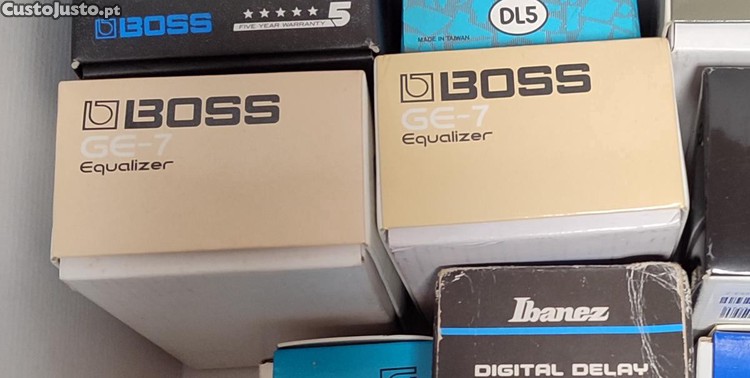 CustoJusto.pt
BOSS
FIVE-YEAR WARRANTY 5
DL5
MADE IN TAIWAN
BOSS
GE-7
Equalizer
BOSS
GE-7
Equalizer
Ibanez
DIGITAL DELAY